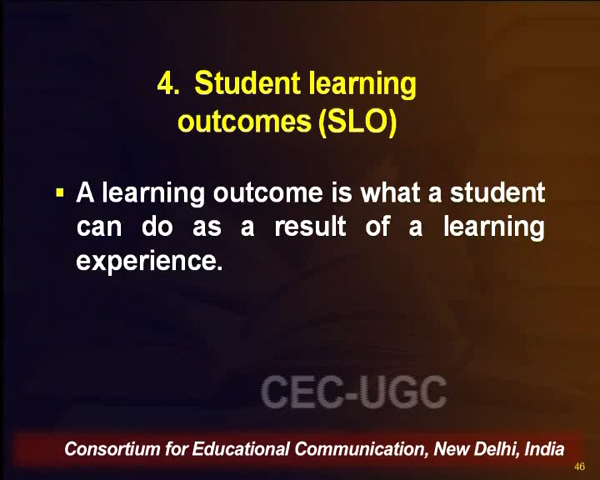 4. Student learning
outcomes (SLO)
▪ A learning outcome is what a student
can do as a result of a learning
experience.
CEC-UGC
Consortium for Educational Communication, New Delhi, India
46